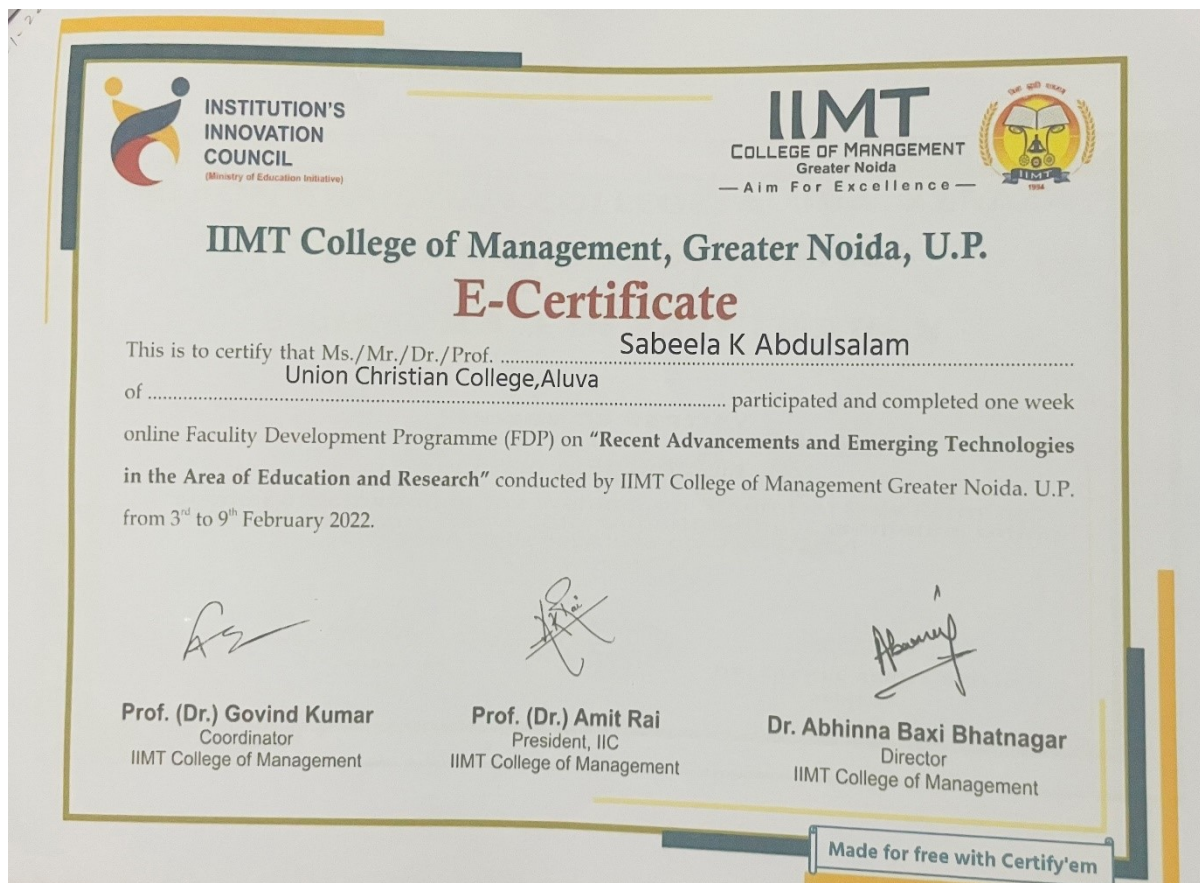 INSTITUTION'S
INNOVATION
COUNCIL
(Ministry of Education Initiative)
IIMT
COLLEGE OF MANAGEMENT
Greater Noida
— Aim For Excellence —
IIMT
1994
IIMT College of Management, Greater Noida, U.P.
E-Certificate
This is to certify that Ms./Mr./Dr./Prof. Sabeela K Abdulsalam
of Union Christian College,Aluva participated and completed one week
online Faculity Development Programme (FDP) on "Recent Advancements and Emerging Technologies
in the Area of Education and Research" conducted by IIMT College of Management Greater Noida. U.P.
from 3rd to 9th February 2022.
Prof. (Dr.) Govind Kumar
Coordinator
IIMT College of Management
Prof. (Dr.) Amit Rai
President, IIC
IIMT College of Management
Dr. Abhinna Baxi Bhatnagar
Director
IIMT College of Management
Made for free with Certify'em